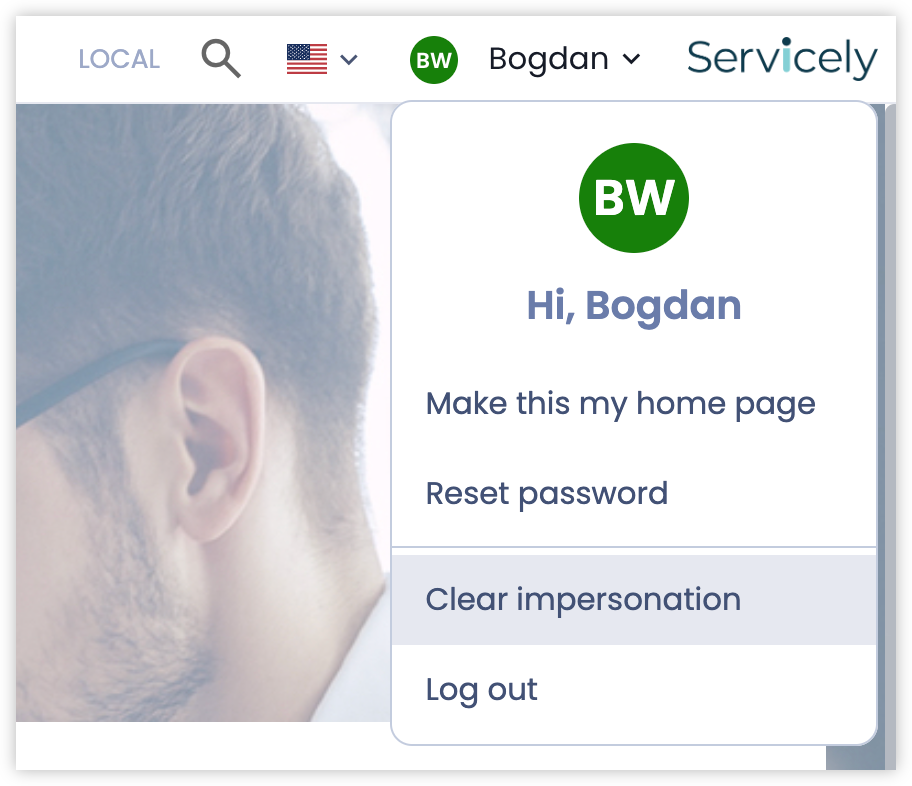 LOCAL BW Bogdan Servicely
BW
Hi, Bogdan
Make this my home page
Reset password
Clear impersonation
Log out